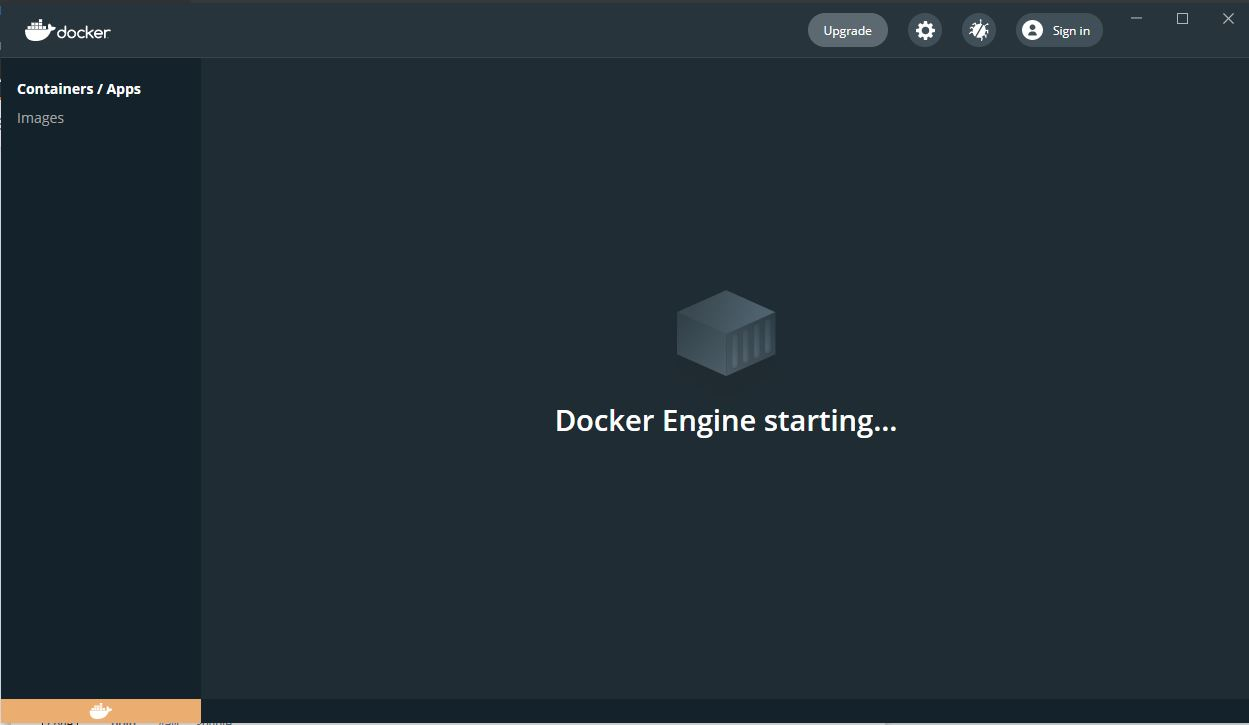 docker
Upgrade
Sign in
Containers / Apps
Images
Docker Engine starting...